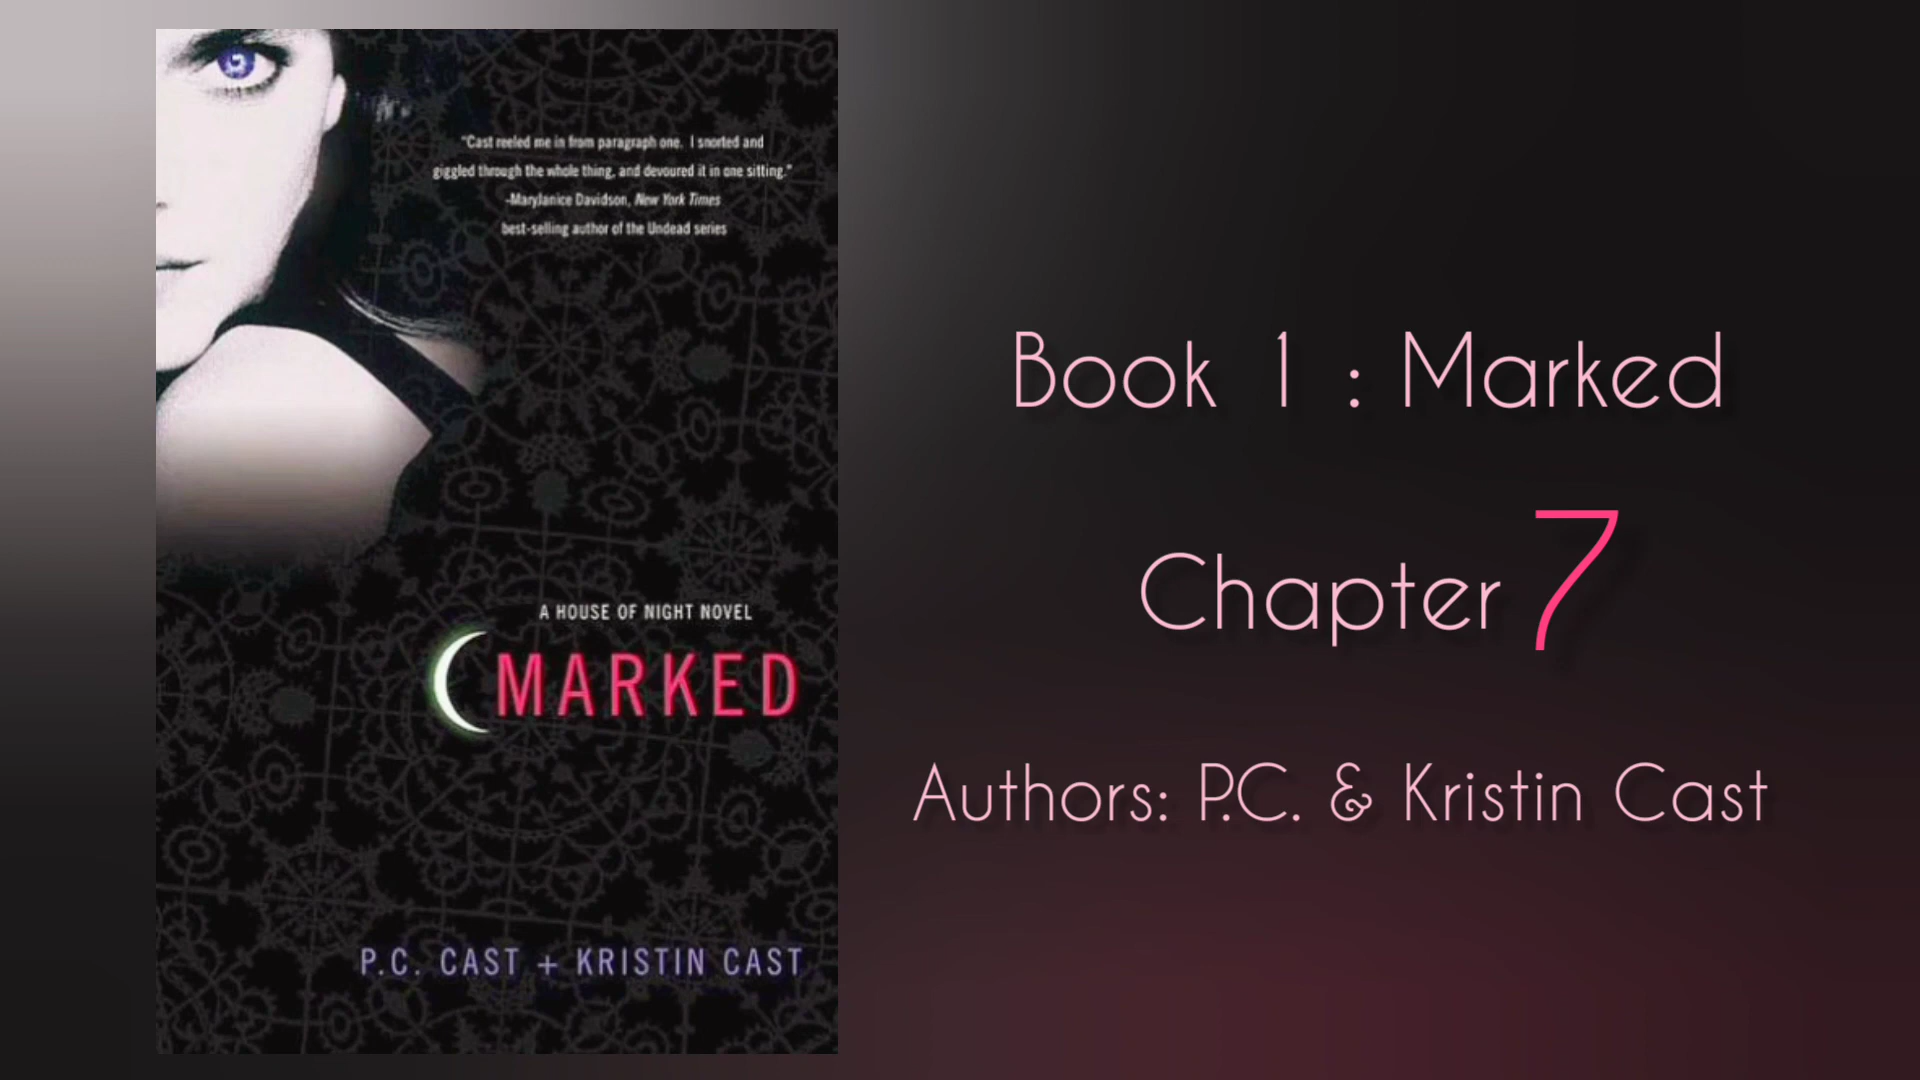 "Cast reeled me in from paragraph one. I snorted and
giggled through the whole thing, and devoured it in one sitting."
-MaryJanice Davidson, New York Times
best-selling author of the Undead series
A HOUSE OF NIGHT NOVEL
MARKED
P.C. CAST + KRISTIN CAST
Book 1 : Marked
Chapter 7
Authors: P.C. & Kristin Cast